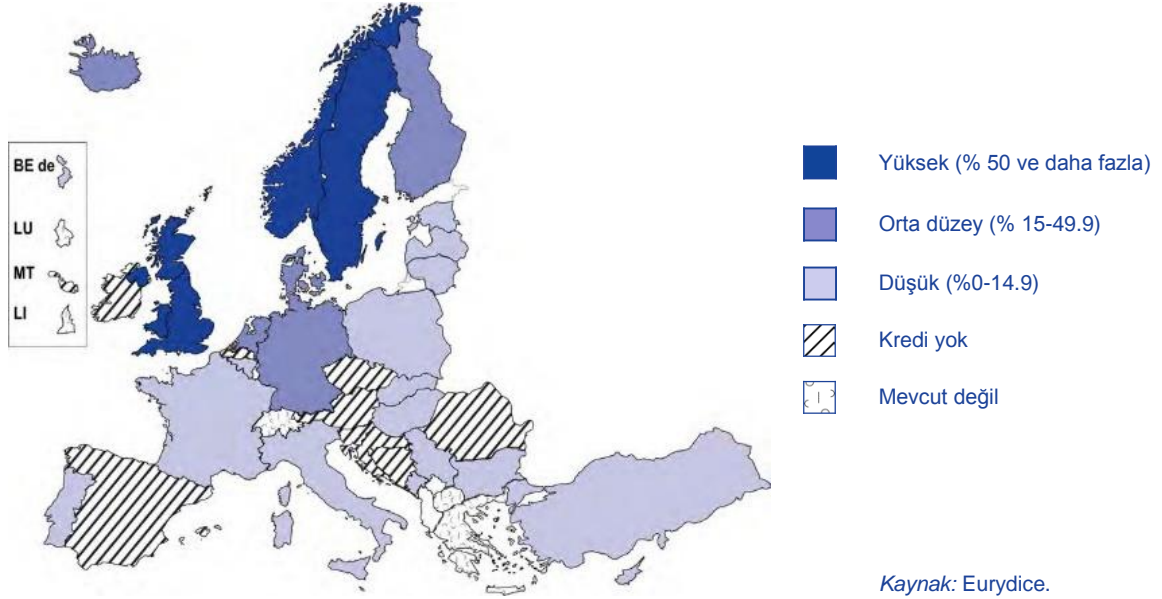 BE de
LU
MT
LI
Yüksek (% 50 ve daha fazla)
Orta düzey (% 15-49.9)
Düşük (%0-14.9)
Kredi yok
Mevcut değil
Kaynak: Eurydice.